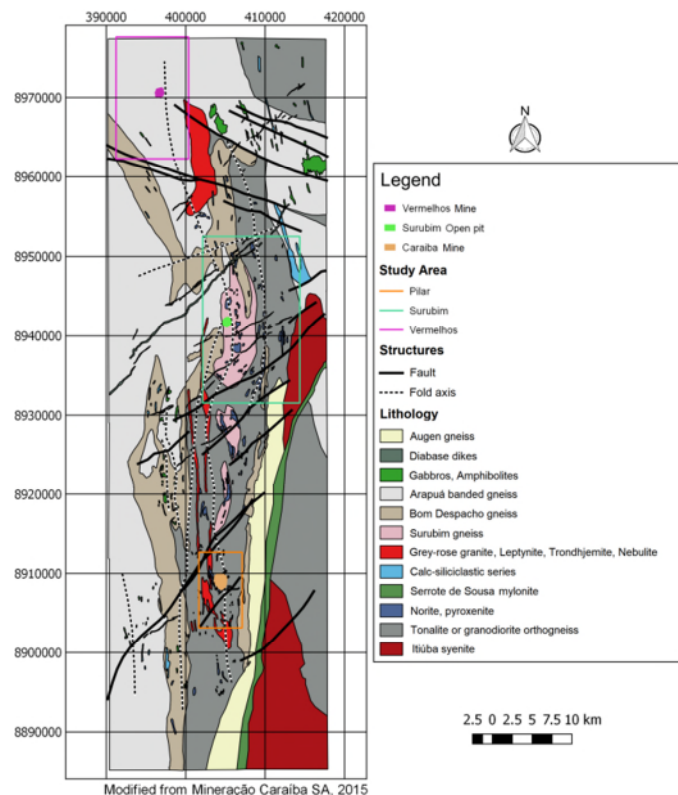 390000 400000 410000 420000
8970000
8960000
8950000
8940000
8930000
8920000
8910000
8900000
8890000
N
Legend
Vermelhos Mine
Surubim Open pit
Caraiba Mine
Study Area
Pilar
Surubim
Vermelhos
Structures
Fault
Fold axis
Lithology
Augen gneiss
Diabase dikes
Gabbros, Amphibolites
Arapuá banded gneiss
Bom Despacho gneiss
Surubim gneiss
Grey-rose granite, Leptynite, Trondhjemite, Nebulite
Calc-siliciclastic series
Serrote de Sousa mylonite
Norite, pyroxenite
Tonalite or granodiorite orthogneiss
Itiúba syenite
2.5 0 2.5 5 7.5 10 km
Modified from Mineração Caraíba SA, 2015